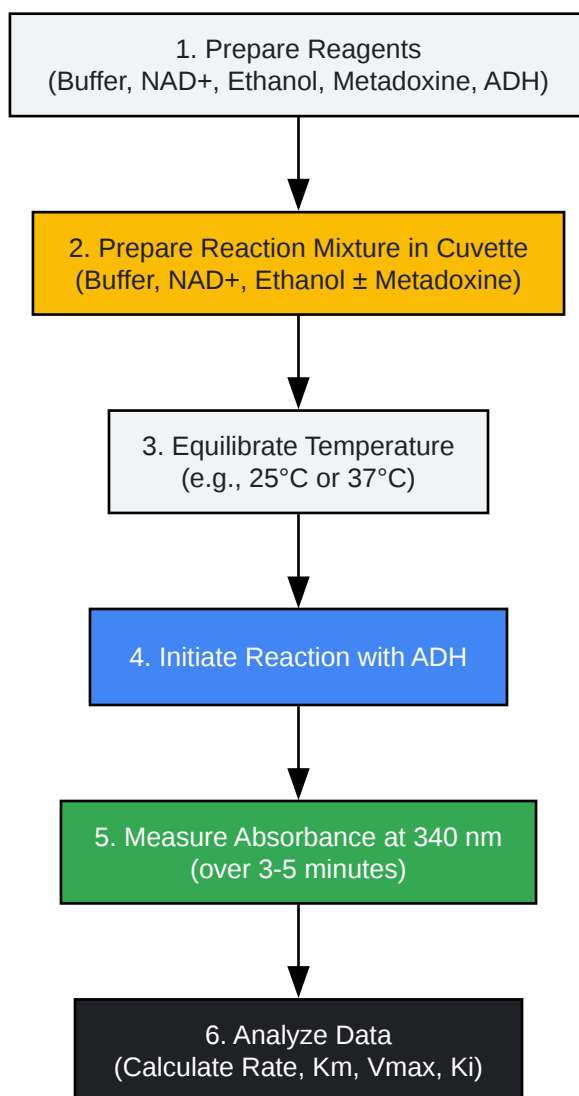 1. Prepare Reagents
(Buffer, NAD+, Ethanol, Metadoxine, ADH)
2. Prepare Reaction Mixture in Cuvette
(Buffer, NAD+, Ethanol ± Metadoxine)
3. Equilibrate Temperature
(e.g., 25°C or 37°C)
4. Initiate Reaction with ADH
5. Measure Absorbance at 340 nm
(over 3-5 minutes)
6. Analyze Data
(Calculate Rate, Km, Vmax, Ki)